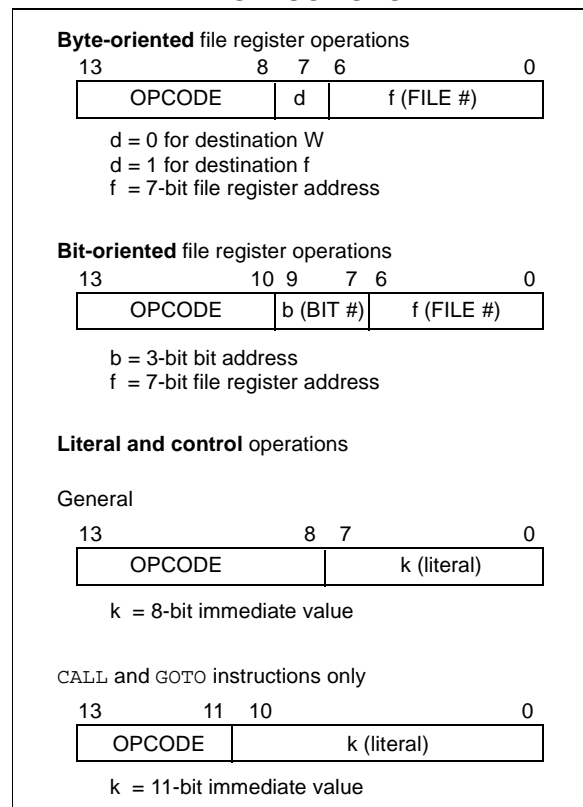 Byte-oriented file register operations
13 8 7 6 0
OPCODE d f (FILE #)
d = 0 for destination W
d = 1 for destination f
f = 7-bit file register address
Bit-oriented file register operations
13 10 9 7 6 0
OPCODE b (BIT #) f (FILE #)
b = 3-bit bit address
f = 7-bit file register address
Literal and control operations
General
13 8 7 0
OPCODE k (literal)
k = 8-bit immediate value
CALL and GOTO instructions only
13 11 10 0
OPCODE k (literal)
k = 11-bit immediate value